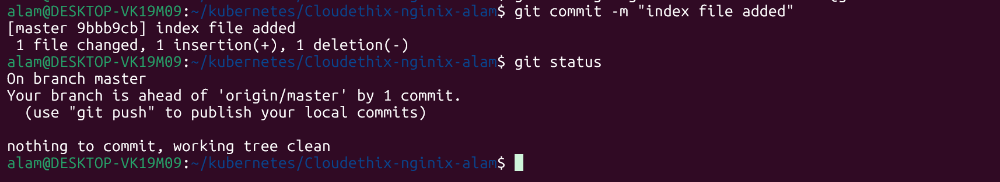 alam@DESKTOP-VK19M09:~/kubernetes/Cloudethix-nginix-alam$ git commit -m "index file added"
[master 9bbb9cb] index file added
 1 file changed, 1 insertion(+), 1 deletion(-)
alam@DESKTOP-VK19M09:~/kubernetes/Cloudethix-nginix-alam$ git status
On branch master
Your branch is ahead of 'origin/master' by 1 commit.
  (use "git push" to publish your local commits)

nothing to commit, working tree clean
alam@DESKTOP-VK19M09:~/kubernetes/Cloudethix-nginix-alam$